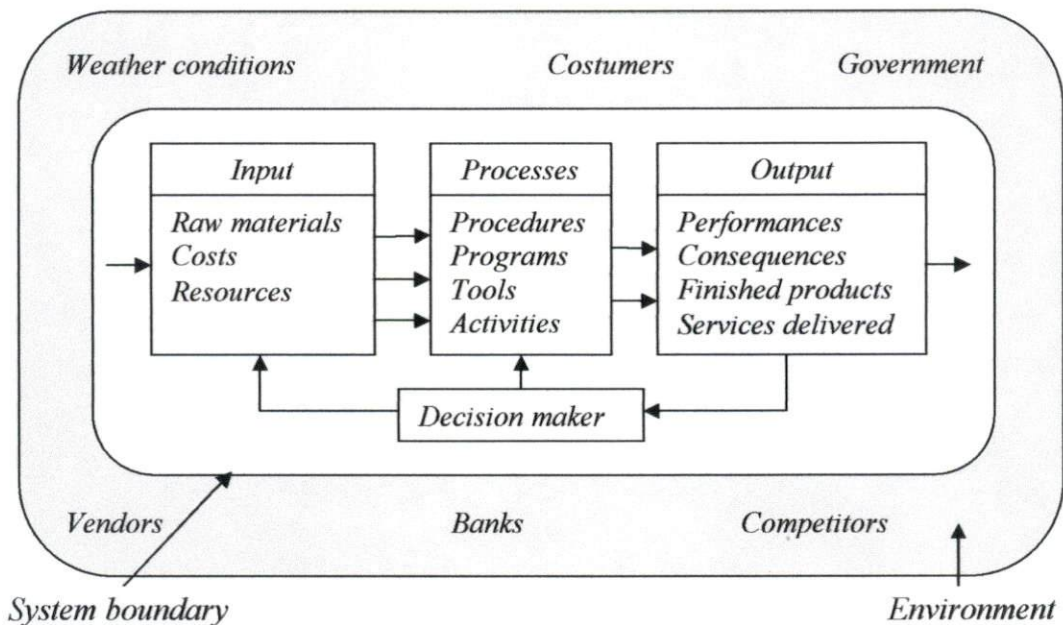 Weather conditions Costumers Government
Input
Raw materials
Costs
Resources
Processes
Procedures
Programs
Tools
Activities
Output
Performances
Consequences
Finished products
Services delivered
Decision maker
Vendors Banks Competitors
System boundary Environment